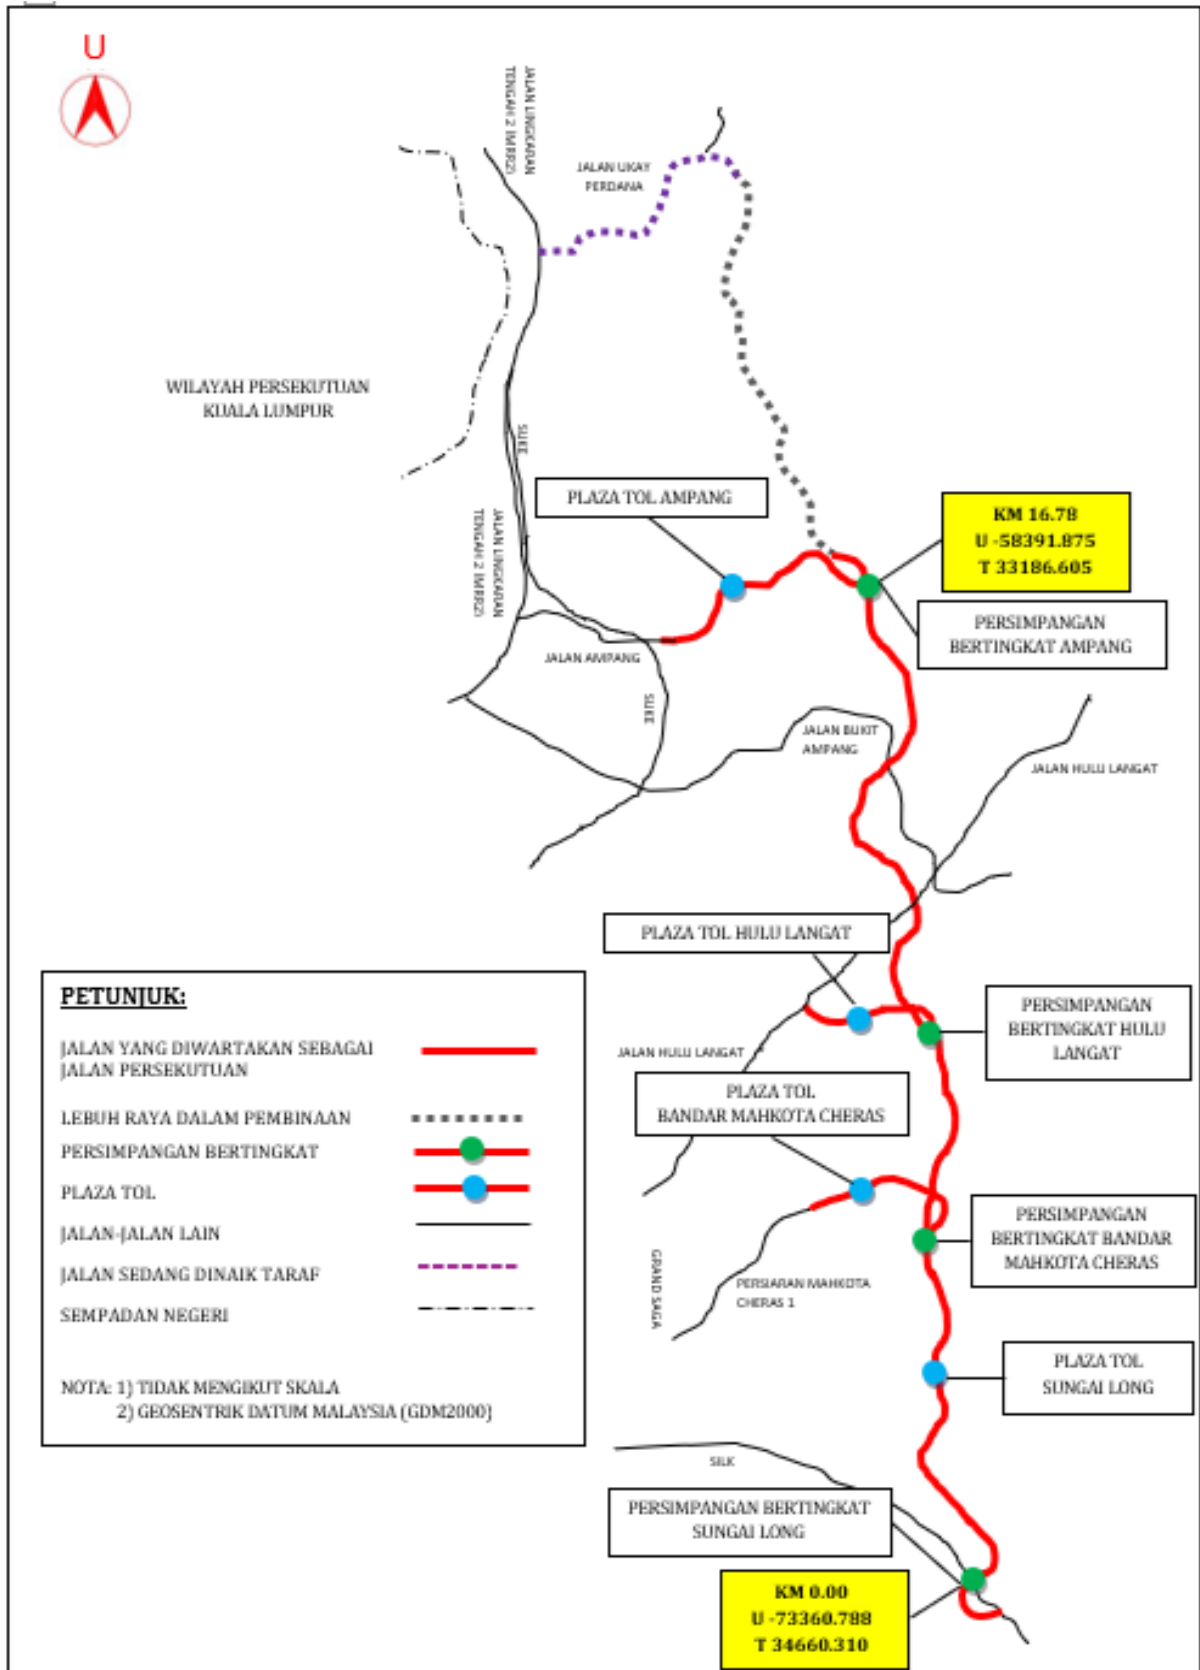 U
JALAN LINGKARAN
TENGAH 2 (MRR2)
JALAN UKAY
PERDANA
WILAYAH PERSEKUTUAN
KUALA LUMPUR
SUKE
PLAZA TOL AMPANG
KM 16.78
U -58391.875
T 33186.605
JALAN LINGKARAN
TENGAH 2 (MRR2)
PERSIMPANGAN
BERTINGKAT AMPANG
JALAN AMPANG
SUKE
JALAN BUKIT
AMPANG
JALAN HULU LANGAT
PLAZA TOL HULU LANGAT
PERSIMPANGAN
BERTINGKAT HULU
LANGAT
JALAN HULU LANGAT
PLAZA TOL
BANDAR MAHKOTA CHERAS
PERSIMPANGAN
BERTINGKAT BANDAR
MAHKOTA CHERAS
GRAND SAGA
PERSIARAN MAHKOTA
CHERAS 1
PLAZA TOL
SUNGAI LONG
SILK
PERSIMPANGAN BERTINGKAT
SUNGAI LONG
KM 0.00
U -73360.788
T 34660.310
PETUNJUK:
JALAN YANG DIWARTAKAN SEBAGAI
JALAN PERSEKUTUAN
LEBUH RAYA DALAM PEMBINAAN
PERSIMPANGAN BERTINGKAT
PLAZA TOL
JALAN-JALAN LAIN
JALAN SEDANG DINAIK TARAF
SEMPADAN NEGERI
NOTA: 1) TIDAK MENGIKUT SKALA
2) GEOSENTRIK DATUM MALAYSIA (GDM2000)